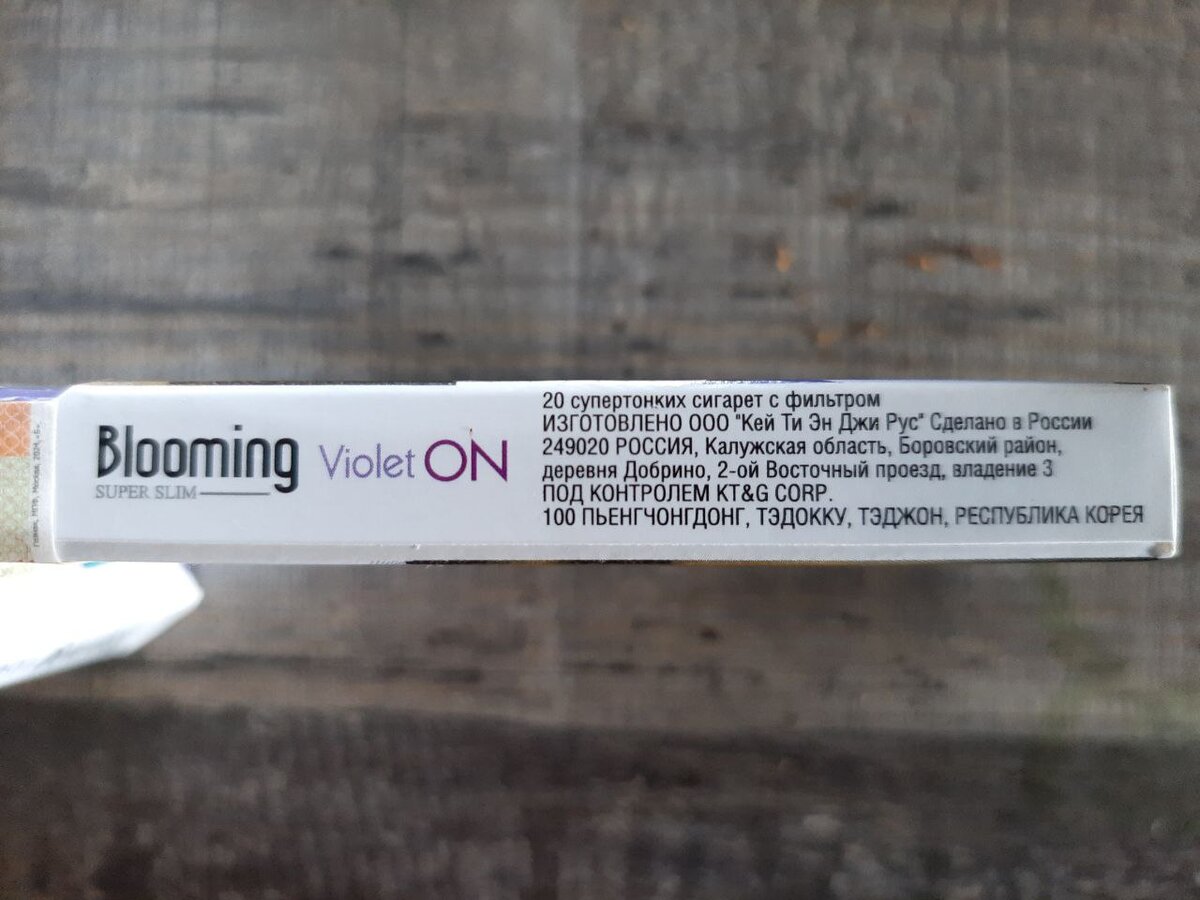 Blooming
SUPER SLIM
Violet ON
20 супертонких сигарет с фильтром
ИЗГОТОВЛЕНО ООО "Кей Ти Эн Джи Рус" Сделано в России
249020 РОССИЯ, Калужская область, Боровский район,
деревня Добрино, 2-ой Восточный проезд, владение 3
ПОД КОНТРОЛЕМ KT&G CORP.
100 ПЬЕНГЧОНГДОНГ, ТЭДОККУ, ТЭДЖОН, РЕСПУБЛИКА КОРЕЯ